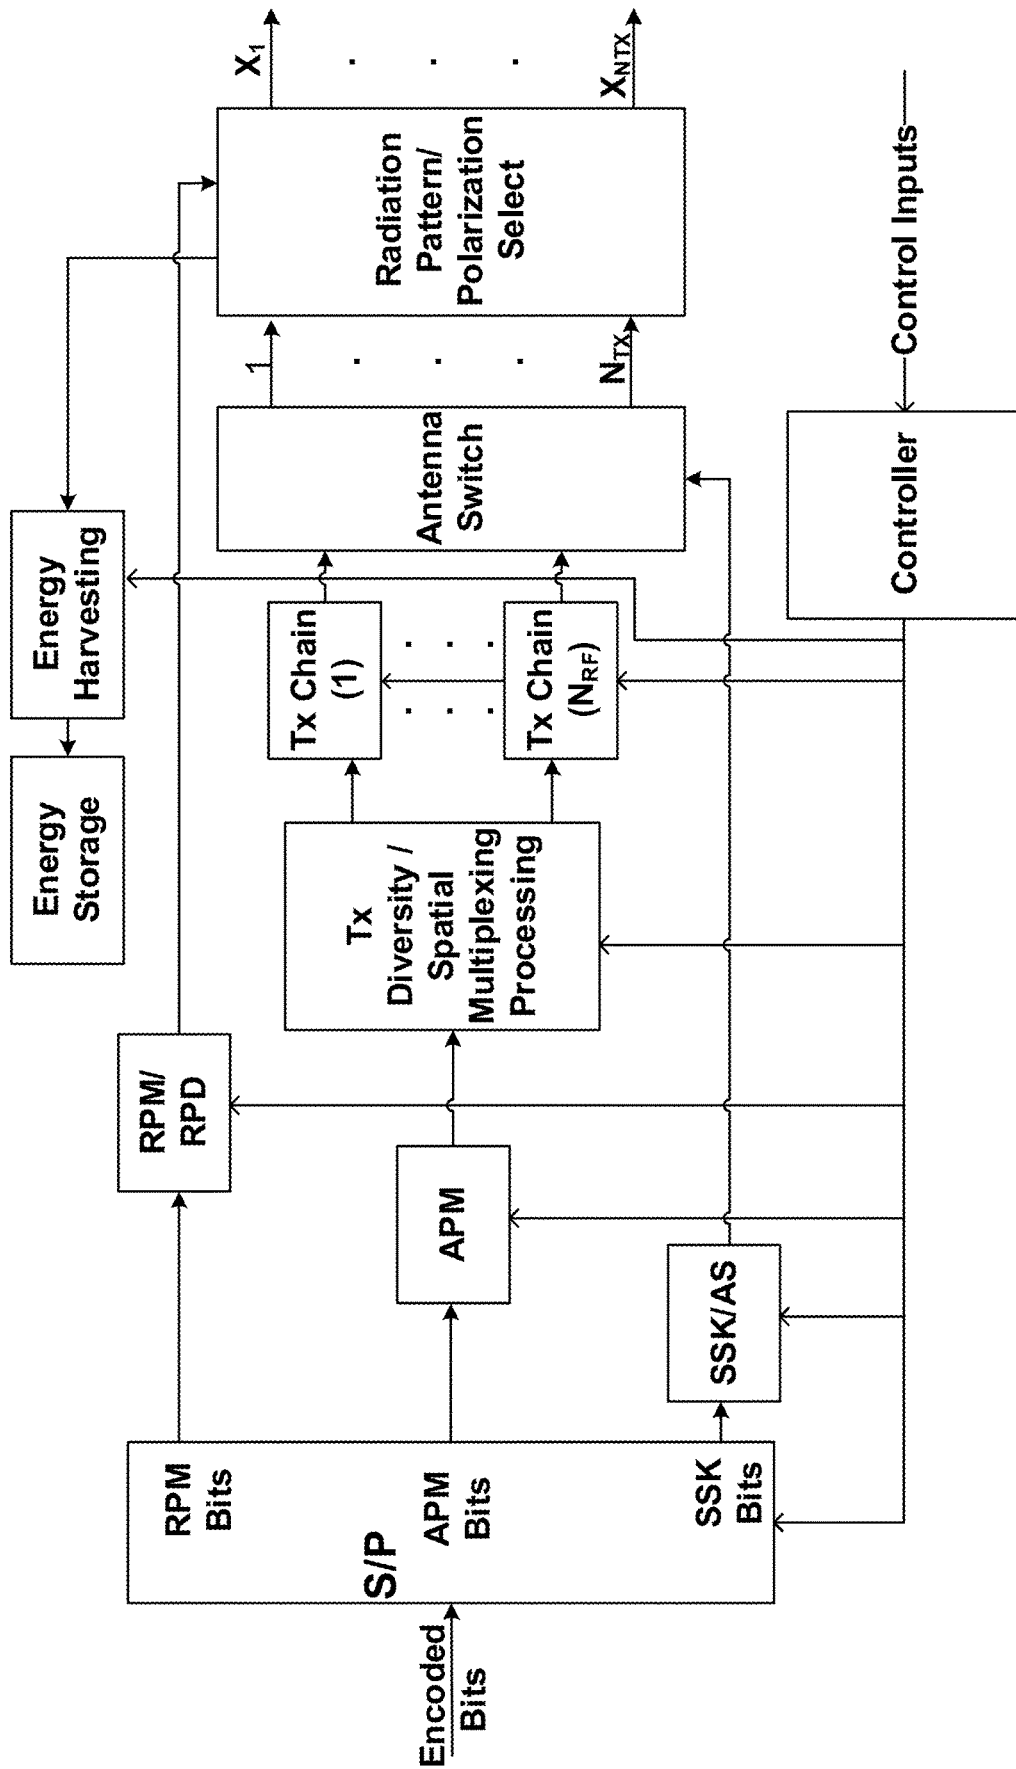 Encoded
Bits
S/P
RPM
Bits
APM
Bits
SSK
Bits
RPM/
RPD
APM
SSK/AS
Tx
Diversity /
Spatial
Multiplexing
Processing
Energy
Storage
Energy
Harvesting
Tx Chain
(1)
Tx Chain
(NRF)
Antenna
Switch
1
NTX
Radiation
Pattern/
Polarization
Select
X1
XNTX
Controller
Control Inputs